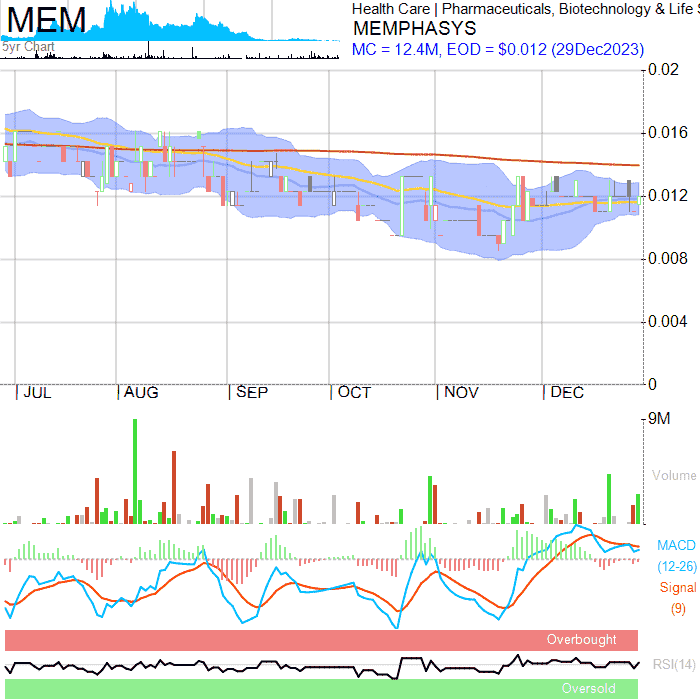 MEM
5yr Chart
Health Care | Pharmaceuticals, Biotechnology & Life S
MEMPHASYS
MC = 12.4M, EOD = $0.012 (29Dec2023)
0.02
0.016
0.012
0.008
0.004
0
JUL AUG SEP OCT NOV DEC
9M
Volume
MACD
(12-26)
Signal
(9)
Overbought
RSI(14)
Oversold